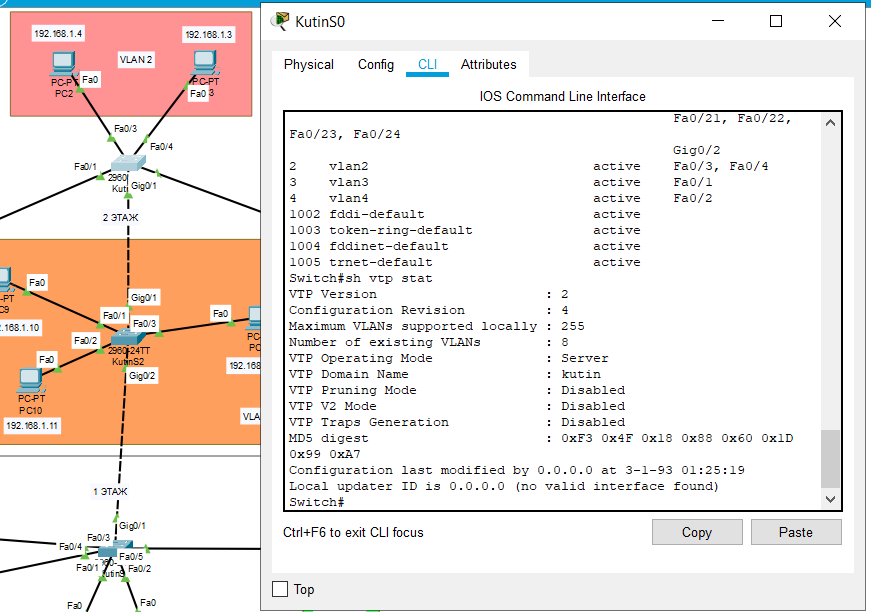 192.168.1.4
192.168.1.3
VLAN 2
PC-PT
PC2
Fa0
PC-PT
Fa0
3
Fa0/3
Fa0/4
Fa0/1
2960
Kutin
Gig0/1
2 ЭТАЖ
Fa0
-PT
C9
.168.1.10
Gig0/1
Fa0/1
Fa0/3
Fa0
Fa0/2
2960-24TT
KutinS2
PC
PC
Gig0/2
192.168
Fa0
PC-PT
PC10
192.168.1.11
VLA
1 ЭТАЖ
Gig0/1
Fa0/3
Fa0/4
Fa0/5
Fa0/1
Fa0/2
Fa0
Fa0
KutinS0
Physical Config CLI Attributes
IOS Command Line Interface
Fa0/21, Fa0/22,
Fa0/23, Fa0/24
Gig0/2
2 vlan2 active Fa0/3, Fa0/4
3 vlan3 active Fa0/1
4 vlan4 active Fa0/2
1002 fddi-default active
1003 token-ring-default active
1004 fddinet-default active
1005 trnet-default active
Switch#sh vtp stat
VTP Version : 2
Configuration Revision : 4
Maximum VLANs supported locally : 255
Number of existing VLANs : 8
VTP Operating Mode : Server
VTP Domain Name : kutin
VTP Pruning Mode : Disabled
VTP V2 Mode : Disabled
VTP Traps Generation : Disabled
MD5 digest : 0xF3 0x4F 0x18 0x88 0x60 0x1D
0x99 0xA7
Configuration last modified by 0.0.0.0 at 3-1-93 01:25:19
Local updater ID is 0.0.0.0 (no valid interface found)
Switch#
Ctrl+F6 to exit CLI focus
Copy
Paste
Top